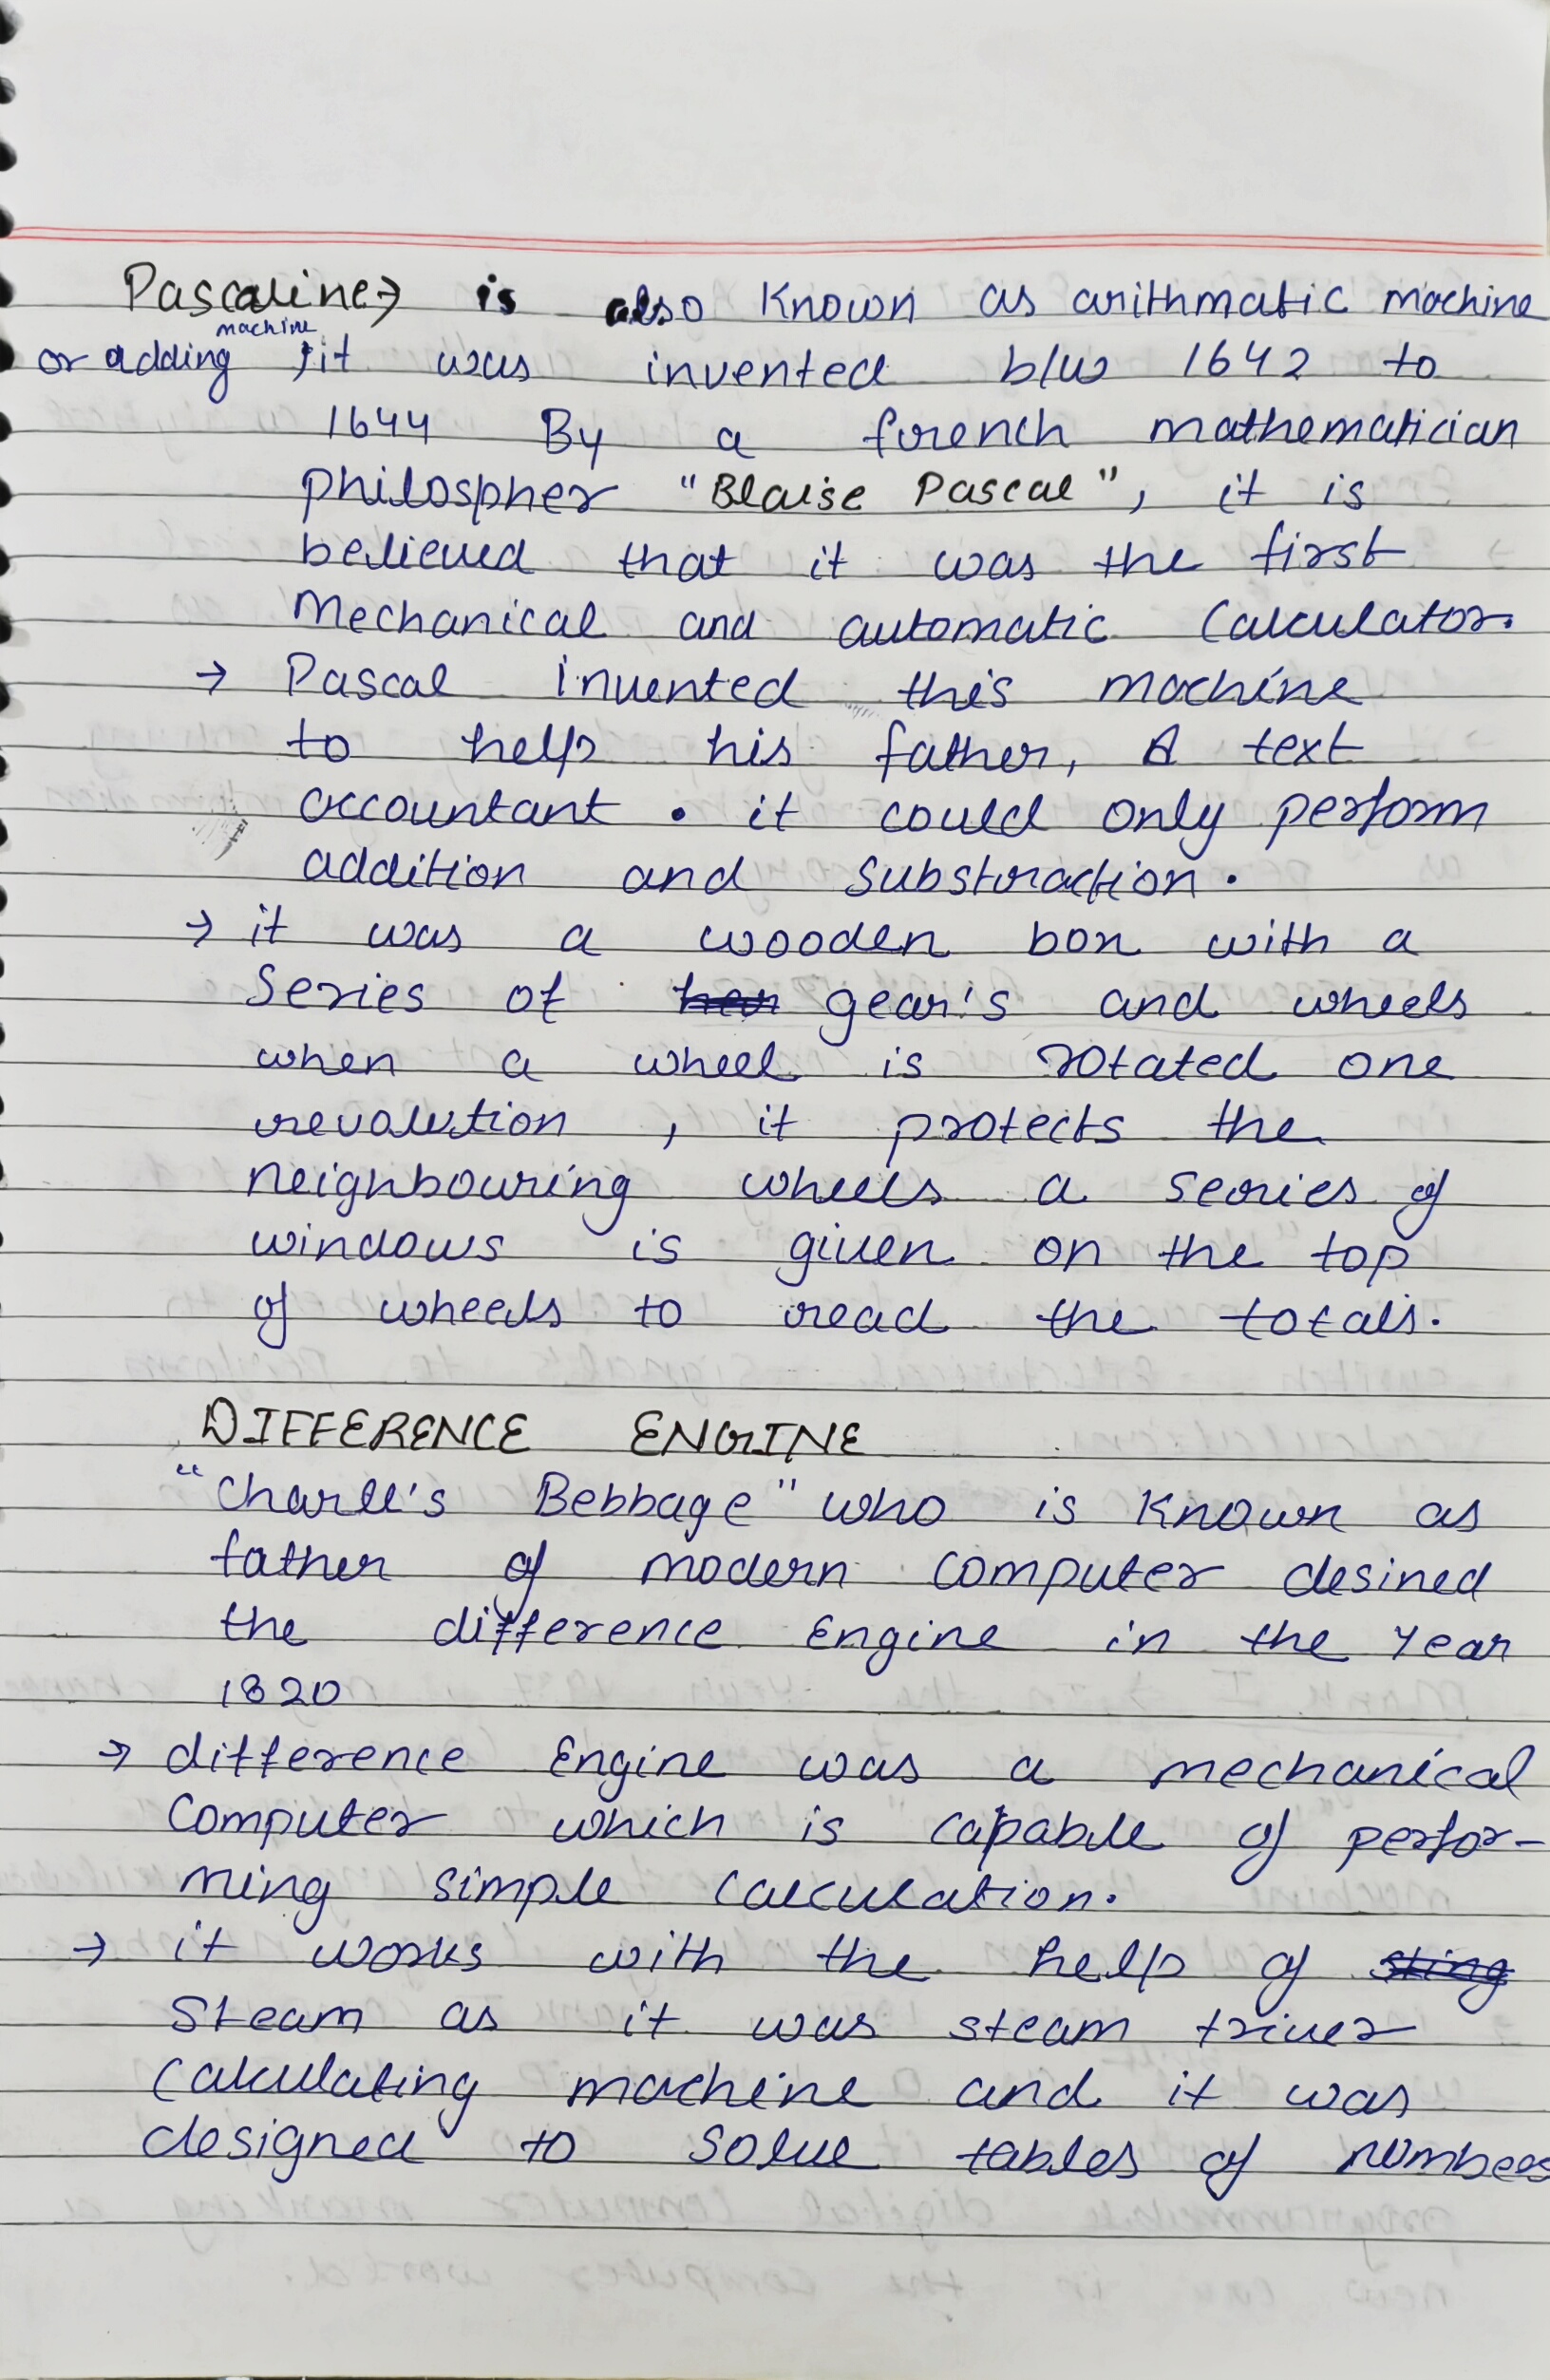 Pascaline→ is also Known as arithmatic machine
or adding machine, it was invented b/w 1642 to
1644 By a french mathematician
philospher "Blaise Pascal", it is
believed that it was the first
Mechanical and automatic Calculator.
→ Pascal invented this machine
to help his father, A text
accountant. it could only perform
addition and Substraction.
→ it was a wooden box with a
Series of gear's and wheels
when a wheel is rotated one
revolution, it protects the
neighbouring wheels a series of
windows is given on the top
of wheels to read the totals.
DIFFERENCE ENGINE
"Charle's Bebbage" who is Known as
father of modern computer desined
the difference Engine in the Year
1820
→ difference Engine was a mechanical
Computer which is capable of perfor-
ming simple calculation.
→ it works with the help of sting
Steam as it was steam triver
Calculating machine and it was
designed to Solve tables of numbers